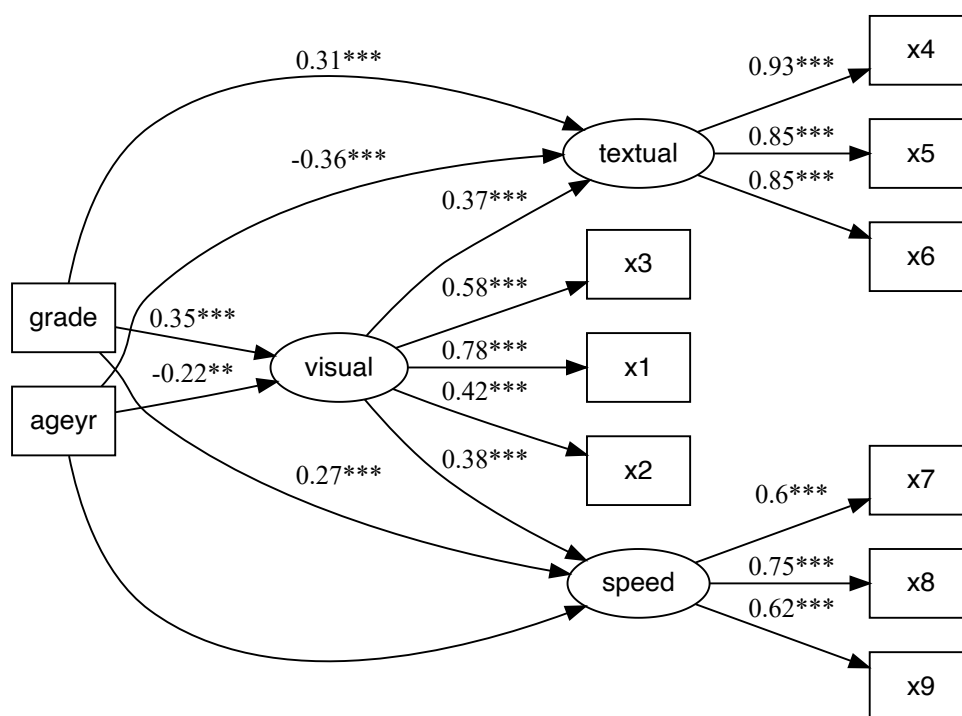 x4
0.31***
0.93***
textual
-0.36***
0.85***
x5
0.85***
0.37***
x6
x3
0.58***
grade
0.35***
visual
0.78***
x1
-0.22**
0.42***
ageyr
x2
0.38***
0.27***
x7
0.6***
speed
0.75***
x8
0.62***
x9